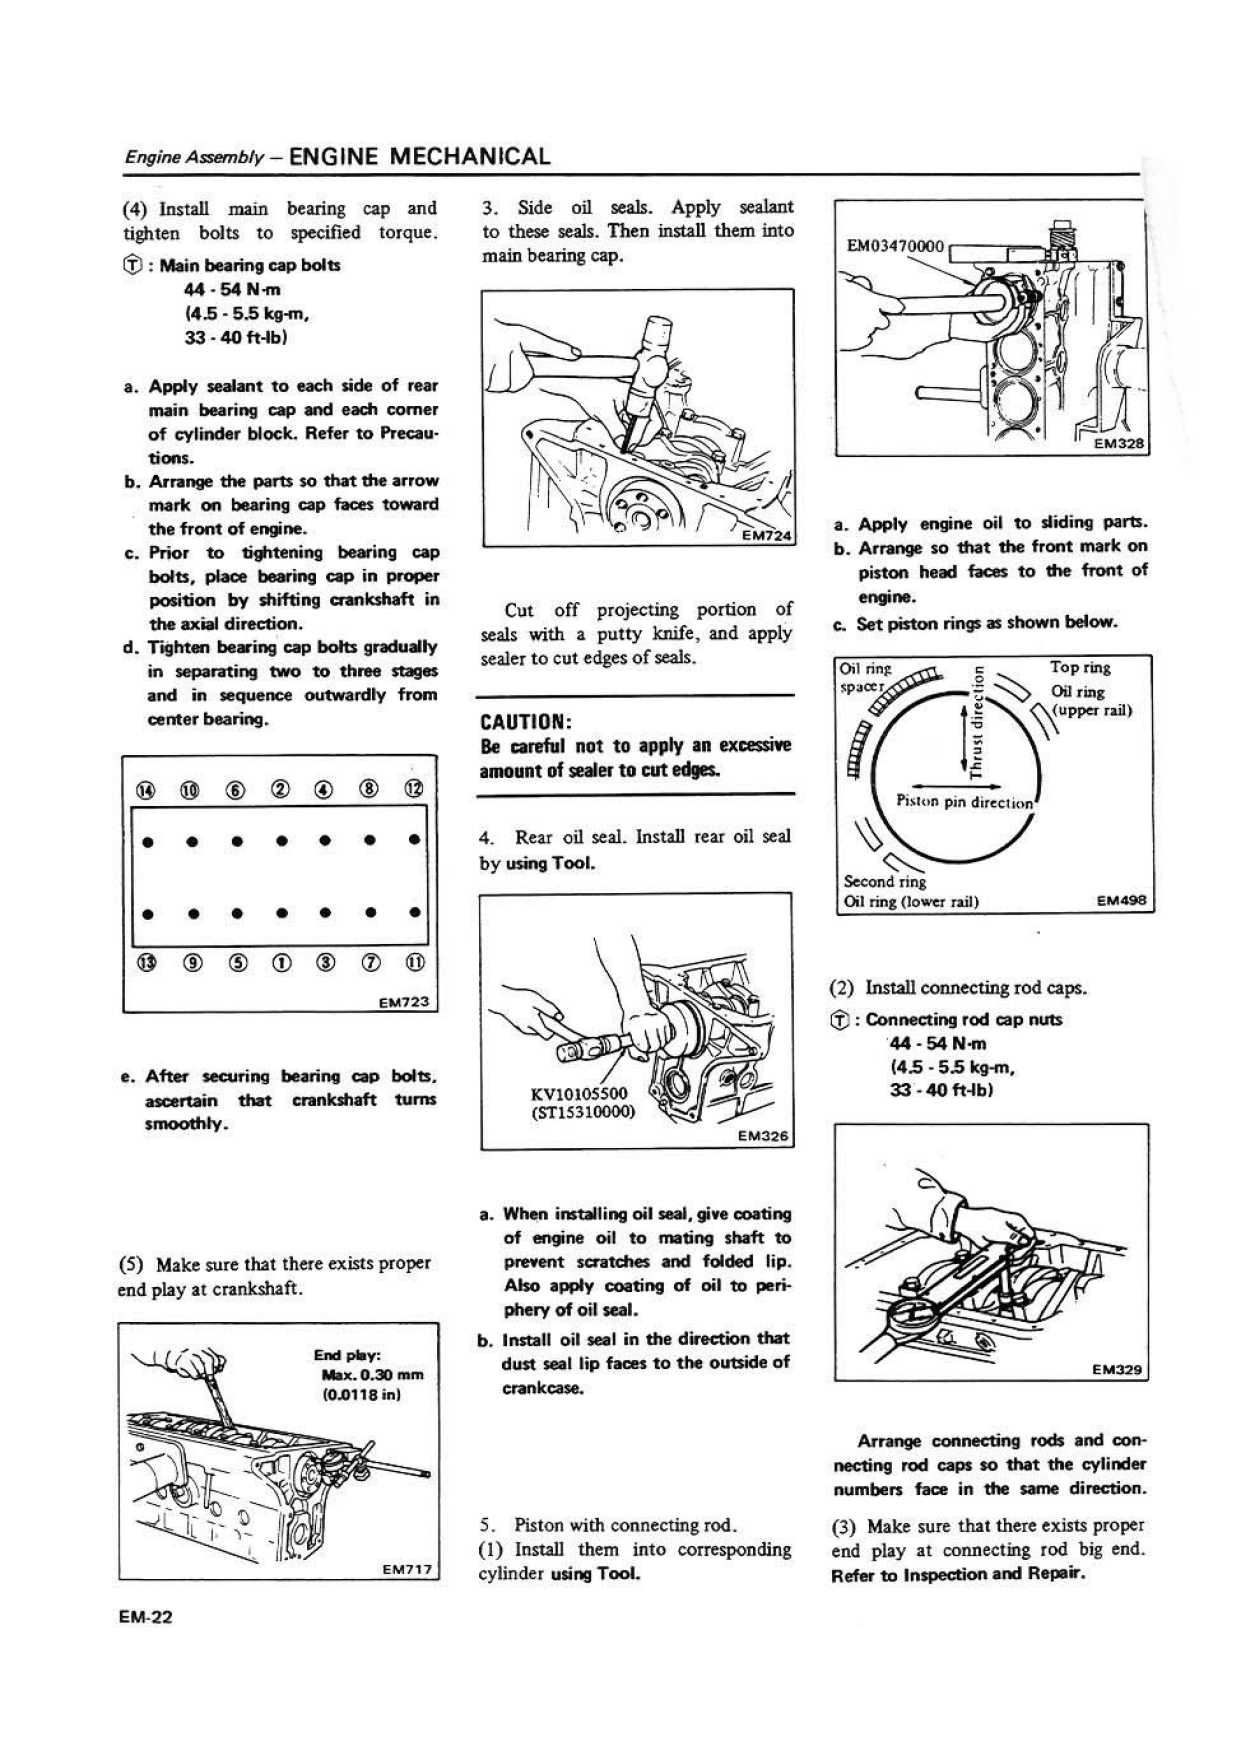 Engine Assembly — ENGINE MECHANICAL
(4) Install main bearing cap and
tighten bolts to specified torque.
Ⓣ : Main bearing cap bolts
44 - 54 N·m
(4.5 - 5.5 kg-m,
33 - 40 ft-lb)
a. Apply sealant to each side of rear
main bearing cap and each corner
of cylinder block. Refer to Precau-
tions.
b. Arrange the parts so that the arrow
mark on bearing cap faces toward
the front of engine.
c. Prior to tightening bearing cap
bolts, place bearing cap in proper
position by shifting crankshaft in
the axial direction.
d. Tighten bearing cap bolts gradually
in separating two to three stages
and in sequence outwardly from
center bearing.
⑭ ⑩ ⑥ ② ④ ⑧ ⑫
⑬ ⑨ ⑤ ① ③ ⑦ ⑪
EM723
e. After securing bearing cap bolts,
ascertain that crankshaft turns
smoothly.
(5) Make sure that there exists proper
end play at crankshaft.
End play:
Max. 0.30 mm
(0.0118 in)
EM717
EM-22
3. Side oil seals. Apply sealant
to these seals. Then install them into
main bearing cap.
EM724
Cut off projecting portion of
seals with a putty knife, and apply
sealer to cut edges of seals.
CAUTION:
Be careful not to apply an excessive
amount of sealer to cut edges.
4. Rear oil seal. Install rear oil seal
by using Tool.
KV10105500
(ST15310000)
EM326
a. When installing oil seal, give coating
of engine oil to mating shaft to
prevent scratches and folded lip.
Also apply coating of oil to peri-
phery of oil seal.
b. Install oil seal in the direction that
dust seal lip faces to the outside of
crankcase.
5. Piston with connecting rod.
(1) Install them into corresponding
cylinder using Tool.
EM03470000
EM328
a. Apply engine oil to sliding parts.
b. Arrange so that the front mark on
piston head faces to the front of
engine.
c. Set piston rings as shown below.
Oil ring
spacer
Top ring
Oil ring
(upper rail)
Thrust direction
Piston pin direction
Second ring
Oil ring (lower rail)
EM498
(2) Install connecting rod caps.
Ⓣ : Connecting rod cap nuts
44 - 54 N·m
(4.5 - 5.5 kg-m,
33 - 40 ft-lb)
EM329
Arrange connecting rods and con-
necting rod caps so that the cylinder
numbers face in the same direction.
(3) Make sure that there exists proper
end play at connecting rod big end.
Refer to Inspection and Repair.